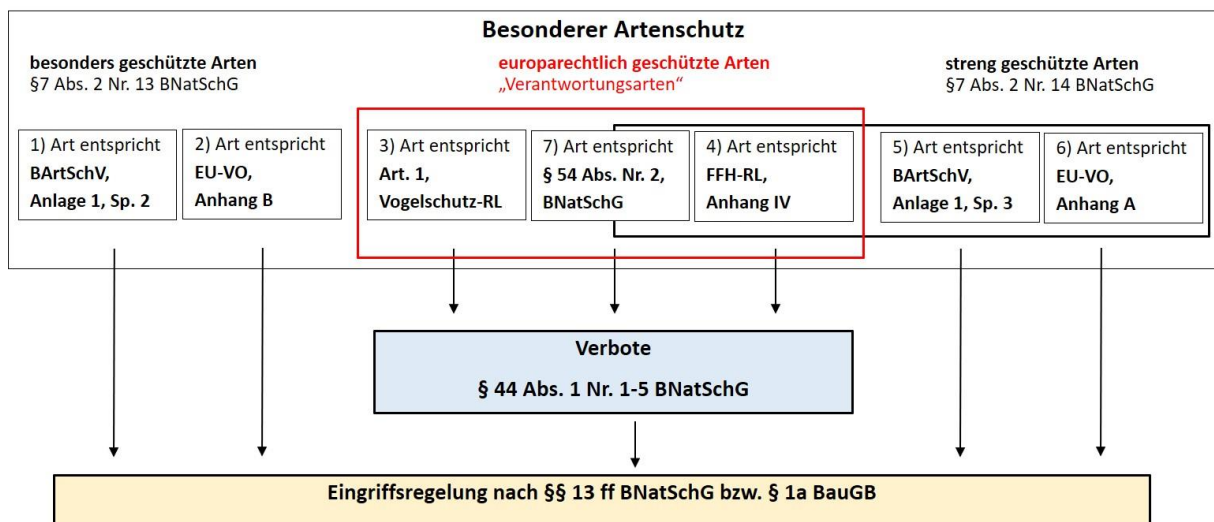 Besonderer Artenschutz
besonders geschützte Arten
§7 Abs. 2 Nr. 13 BNatSchG
europarechtlich geschützte Arten
„Verantwortungsarten“
streng geschützte Arten
§7 Abs. 2 Nr. 14 BNatSchG
1) Art entspricht
BArtSchV,
Anlage 1, Sp. 2
2) Art entspricht
EU-VO,
Anhang B
3) Art entspricht
Art. 1,
Vogelschutz-RL
7) Art entspricht
§ 54 Abs. Nr. 2,
BNatSchG
4) Art entspricht
FFH-RL,
Anhang IV
5) Art entspricht
BArtSchV,
Anlage 1, Sp. 3
6) Art entspricht
EU-VO,
Anhang A
Verbote
§ 44 Abs. 1 Nr. 1-5 BNatSchG
Eingriffsregelung nach §§ 13 ff BNatSchG bzw. § 1a BauGB